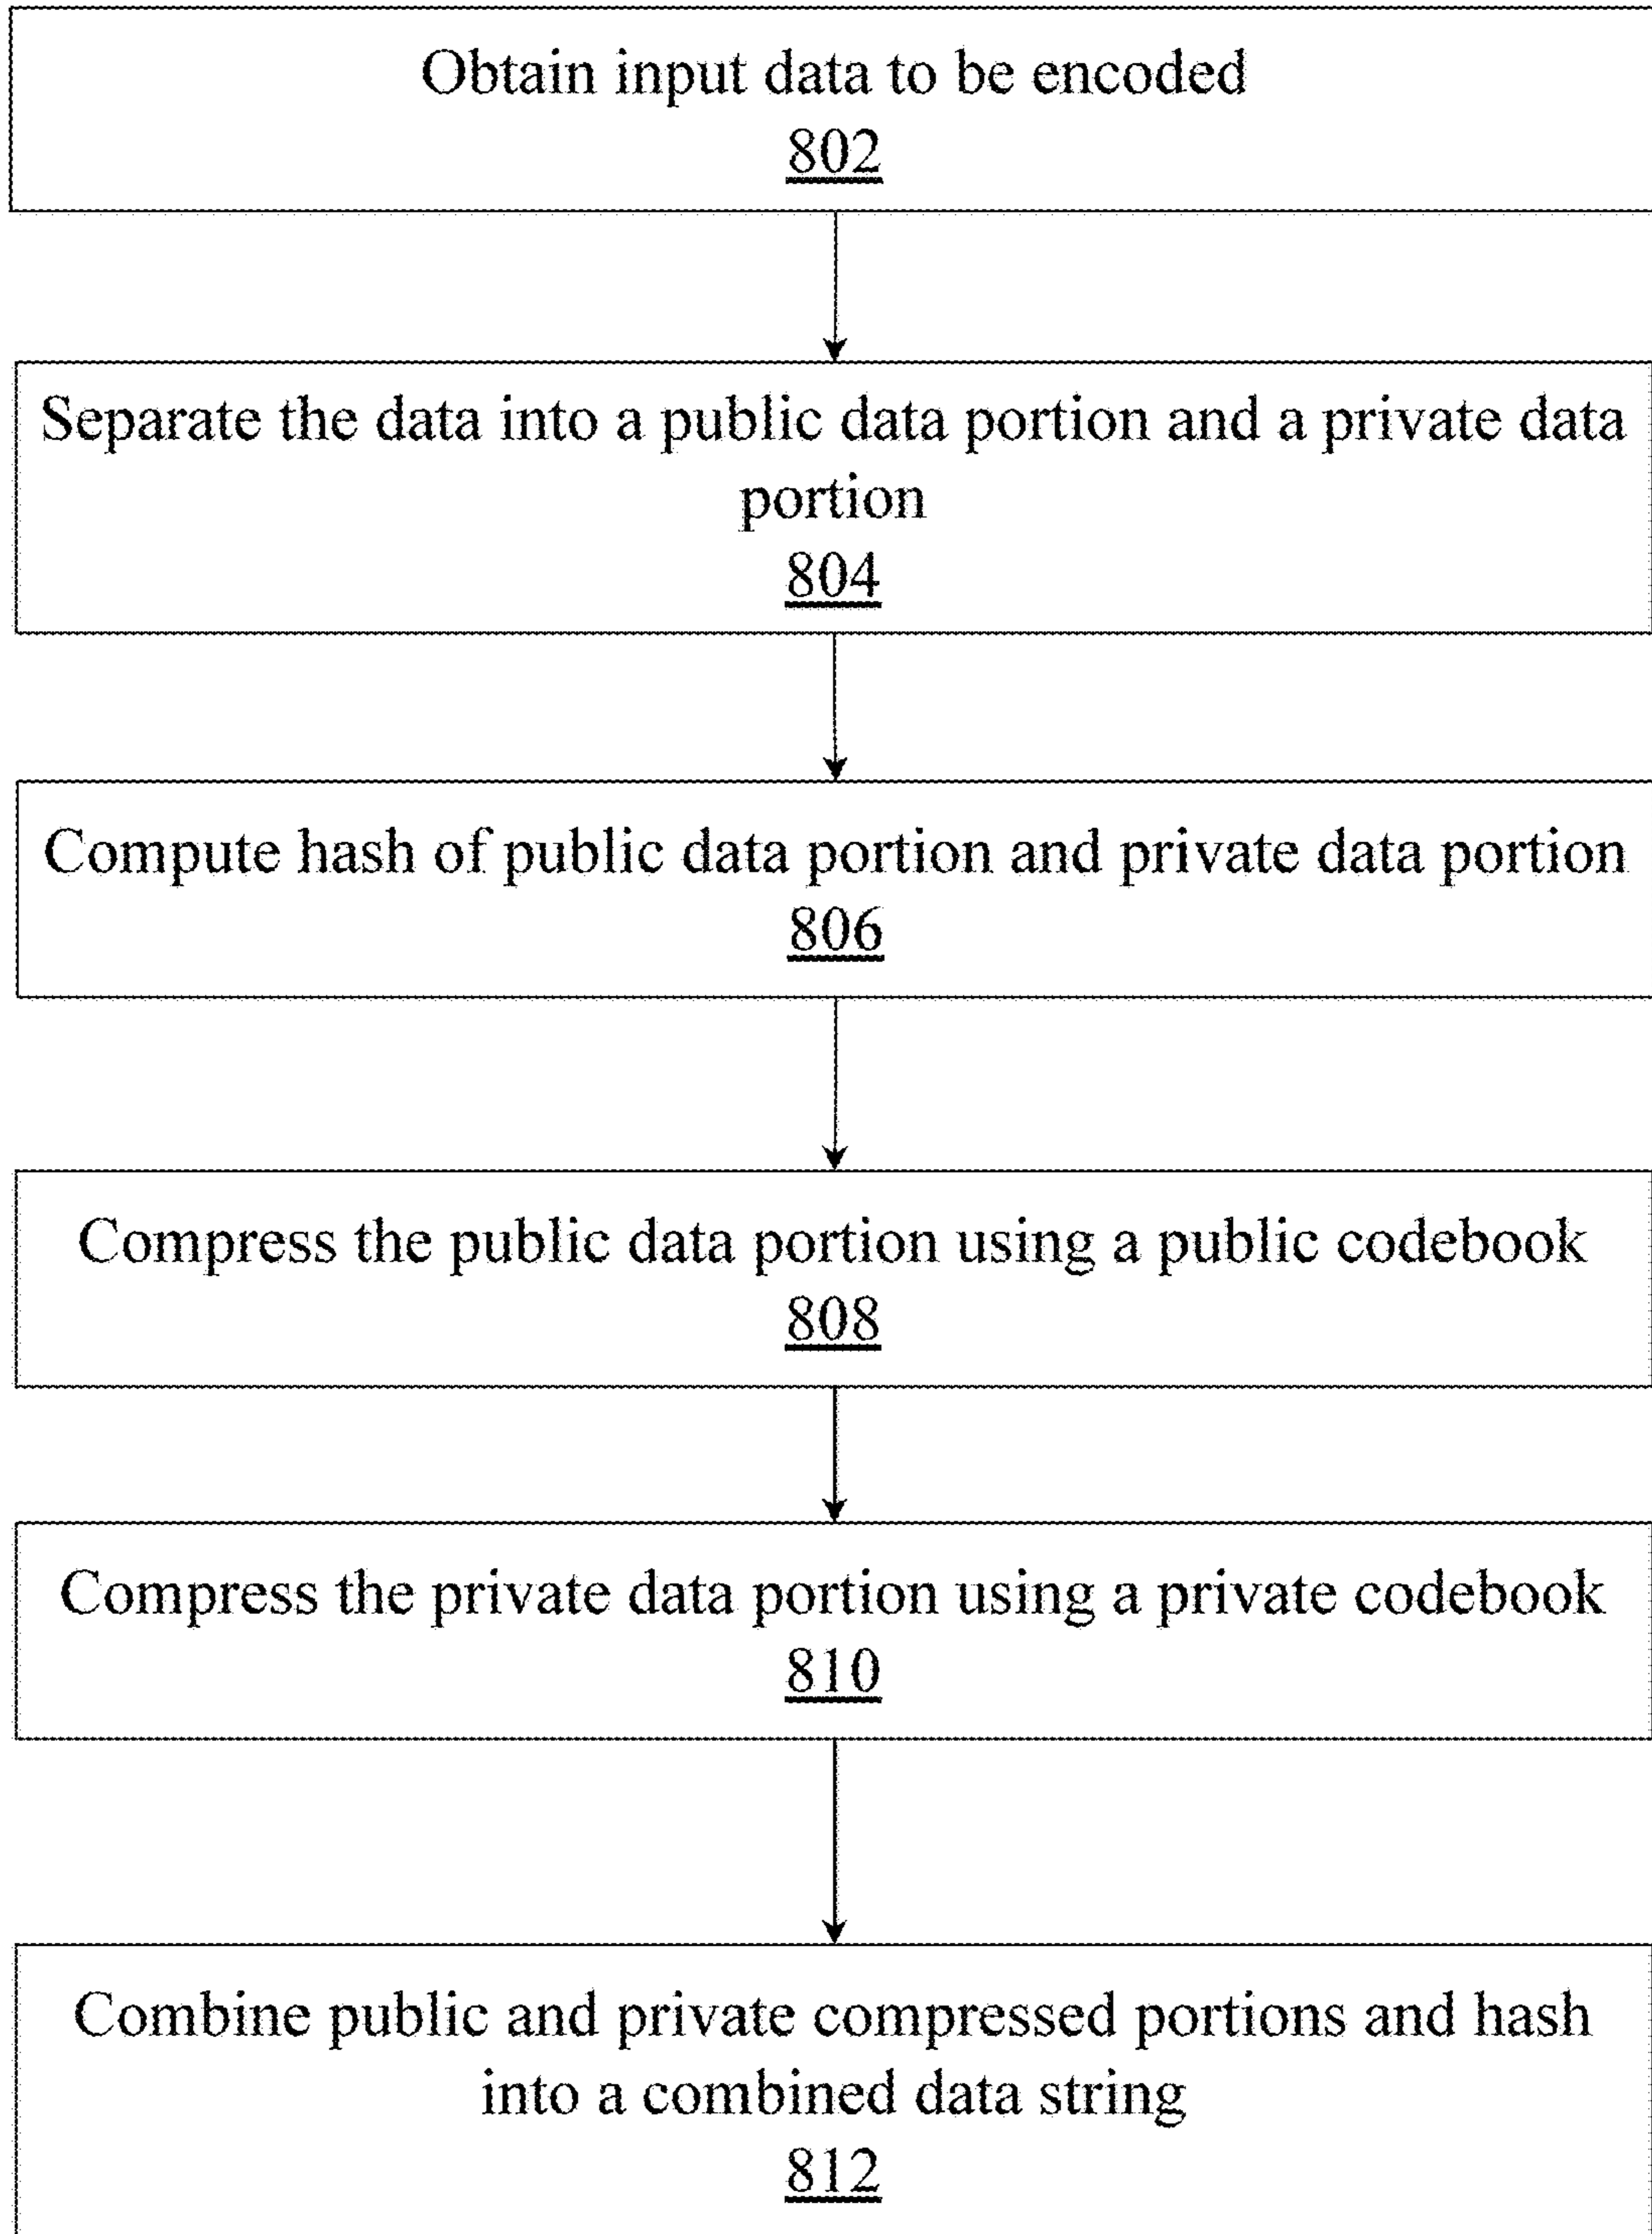 Obtain input data to be encoded
802
Separate the data into a public data portion and a private data
portion
804
Compute hash of public data portion and private data portion
806
Compress the public data portion using a public codebook
808
Compress the private data portion using a private codebook
810
Combine public and private compressed portions and hash
into a combined data string
812